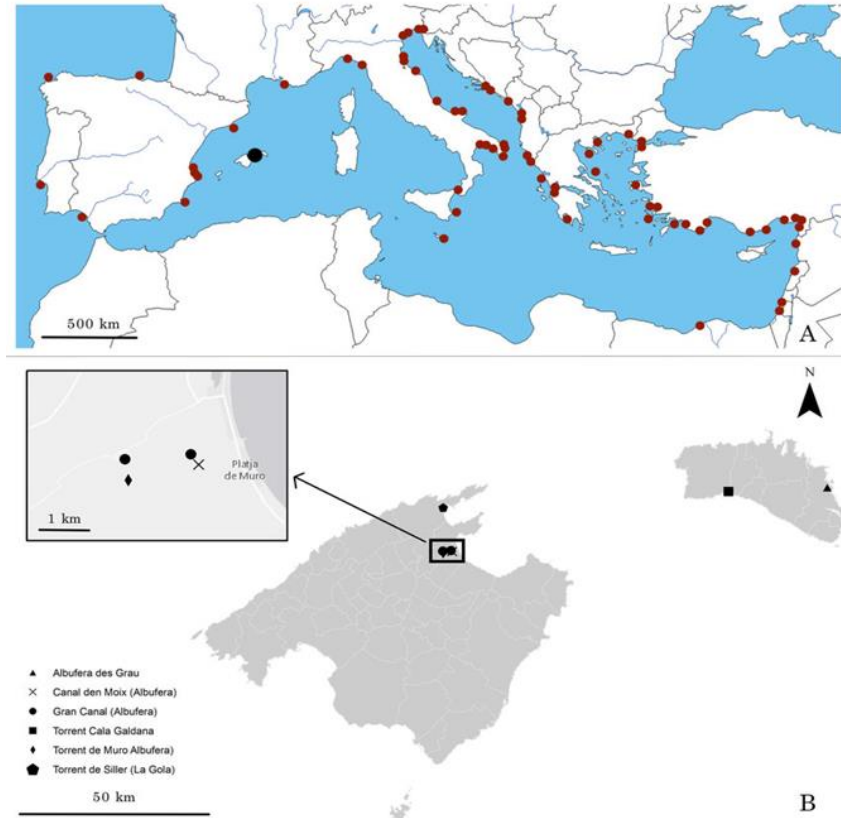 500 km
A
N
Platja
de Muro
1 km
Albufera des Grau
Canal den Moix (Albufera)
Gran Canal (Albufera)
Torrent Cala Galdana
Torrent de Muro Albufera)
Torrent de Siller (La Gola)
50 km
B